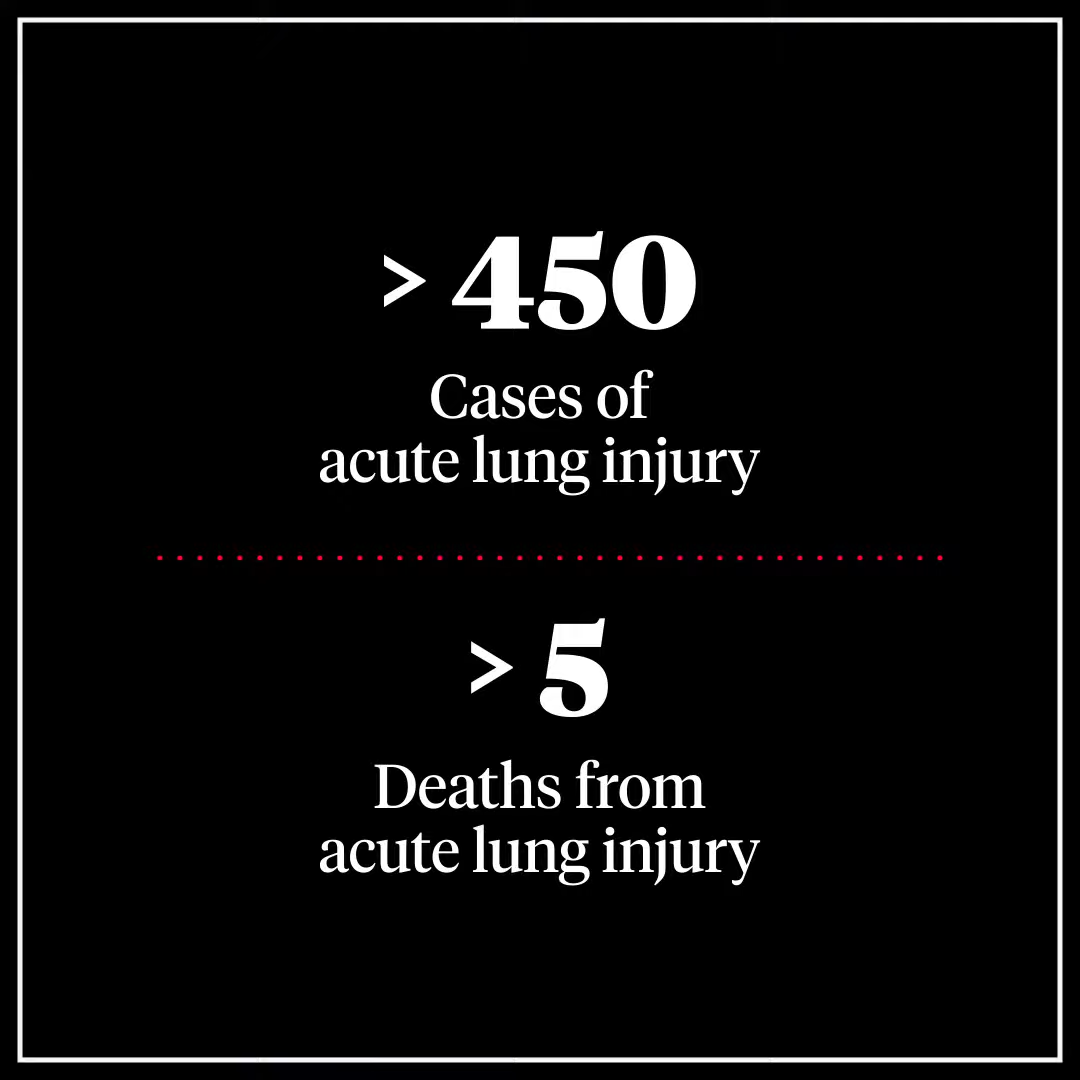 > 450
Cases of
acute lung injury
> 5
Deaths from
acute lung injury